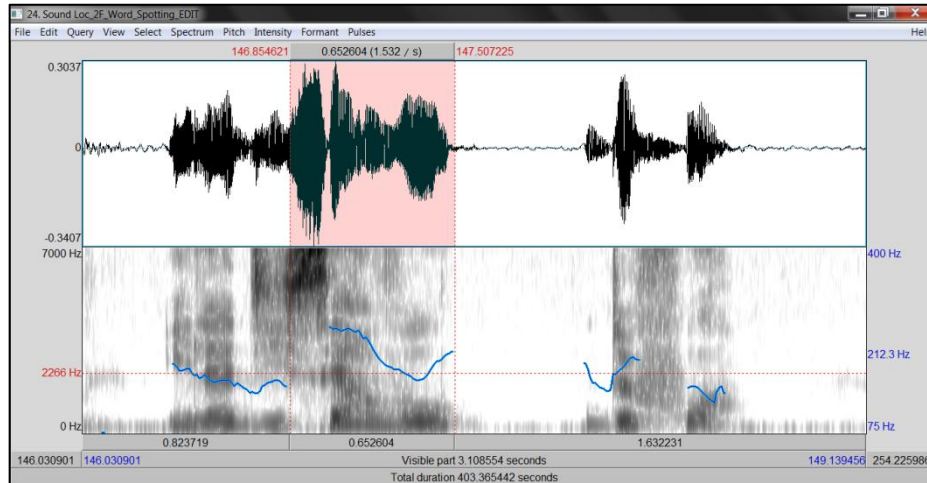 24. Sound Loc_2F_Word_Spotting_EDIT
File Edit Query View Select Spectrum Pitch Intensity Formant Pulses Hel
146.854621 0.652604 (1.532 / s) 147.507225
0.3037
0
-0.3407
7000 Hz 400 Hz
212.3 Hz
2266 Hz
0 Hz 75 Hz
0.823719 0.652604 1.632231
146.030901 146.030901 Visible part 3.108554 seconds 149.139456 254.225986
Total duration 403.365442 seconds